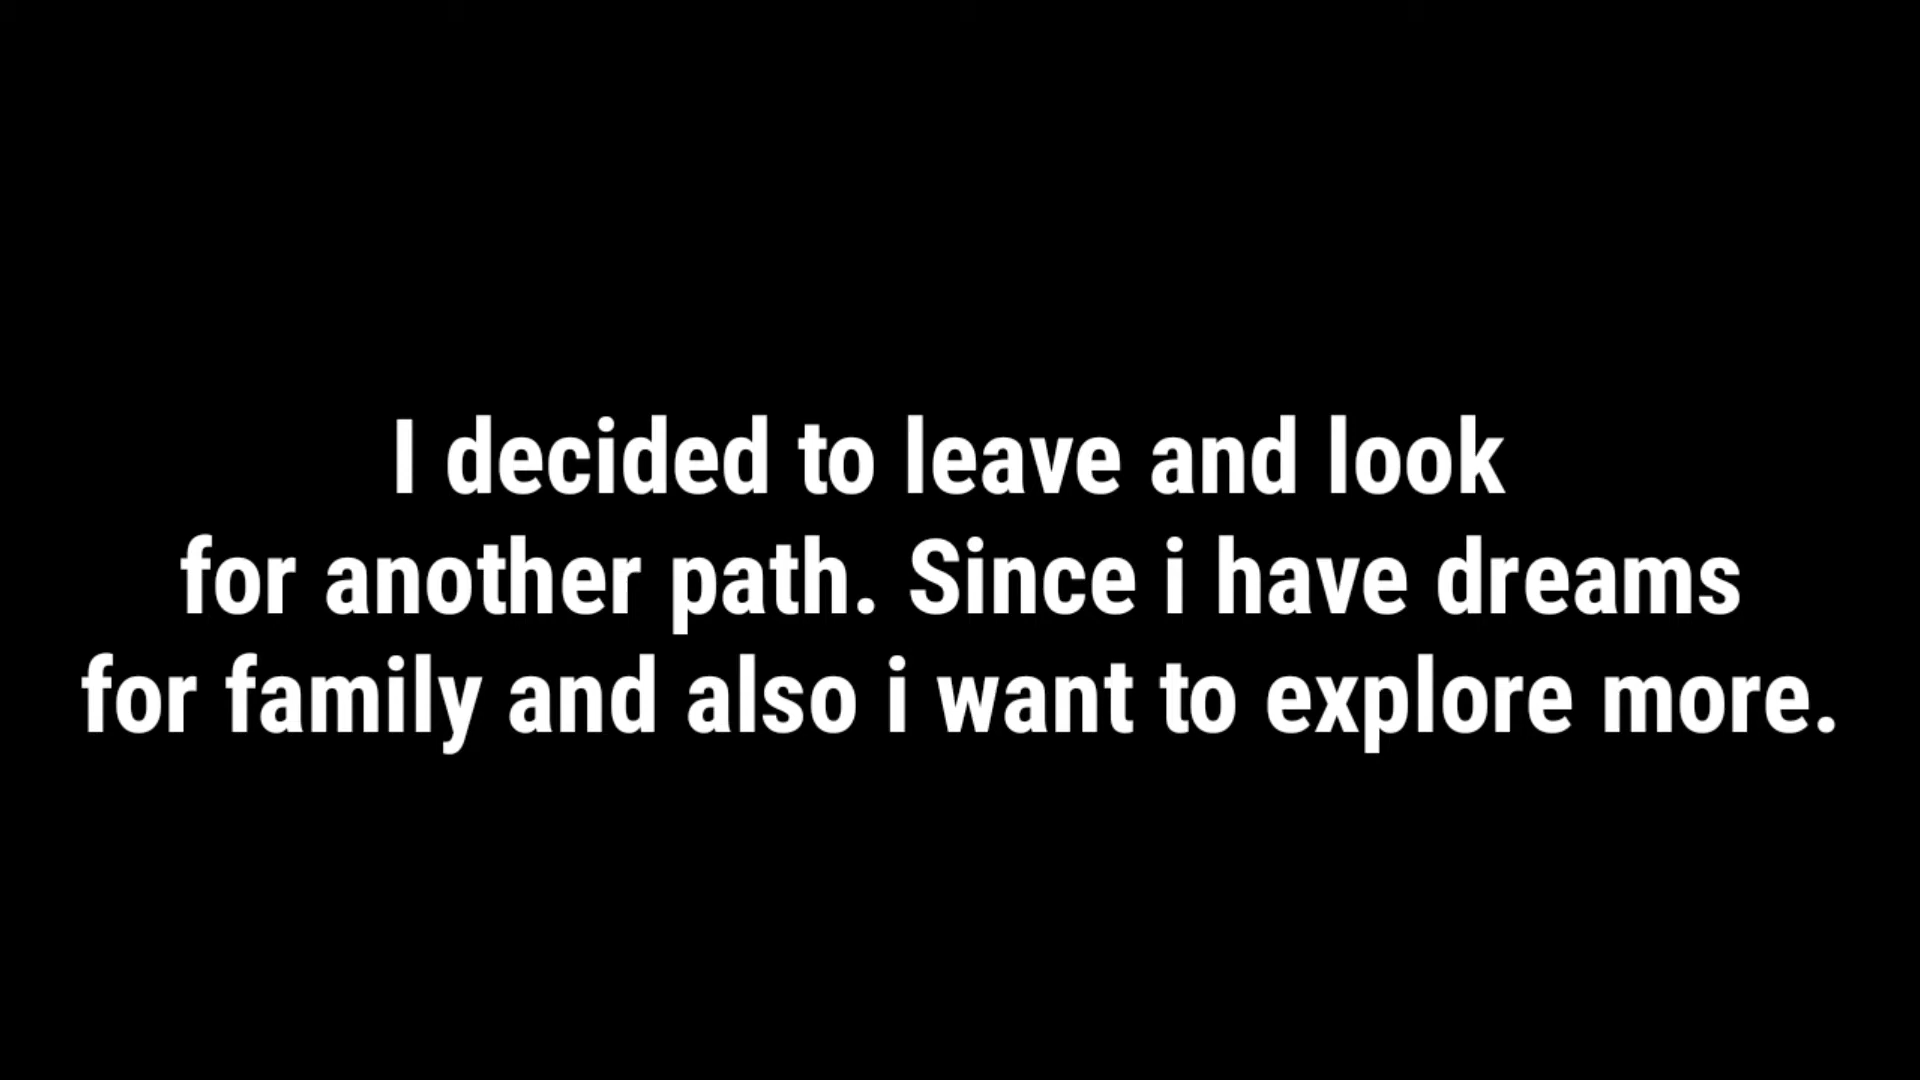 I decided to leave and look
for another path. Since i have dreams
for family and also i want to explore more.